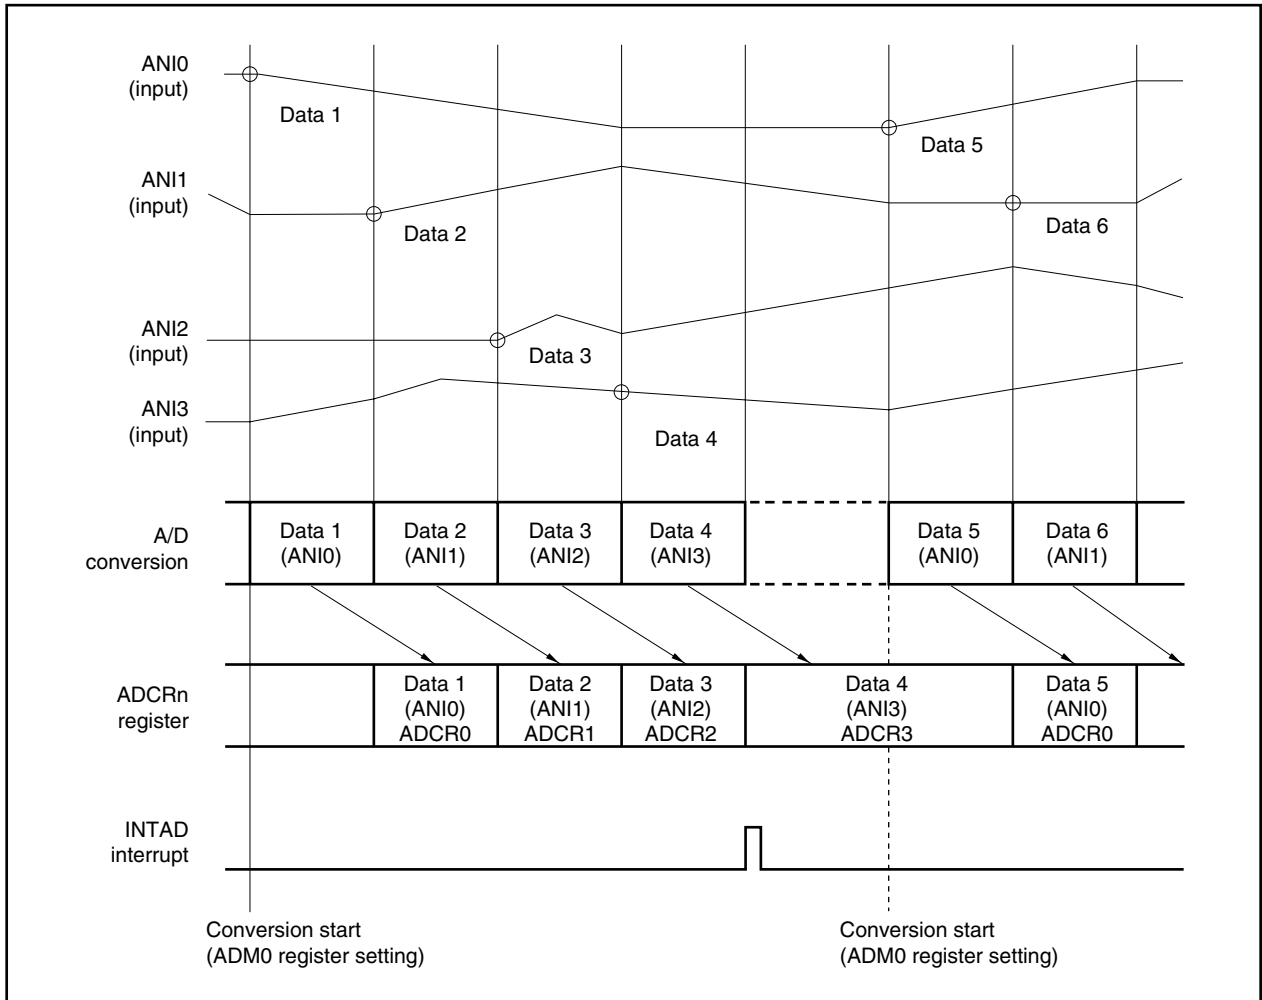 ANI0
(input)
Data 1
Data 5
ANI1
(input)
Data 2
Data 6
ANI2
(input)
Data 3
ANI3
(input)
Data 4
A/D
conversion
Data 1
(ANI0)
Data 2
(ANI1)
Data 3
(ANI2)
Data 4
(ANI3)
Data 5
(ANI0)
Data 6
(ANI1)
ADCRn
register
Data 1
(ANI0)
ADCR0
Data 2
(ANI1)
ADCR1
Data 3
(ANI2)
ADCR2
Data 4
(ANI3)
ADCR3
Data 5
(ANI0)
ADCR0
INTAD
interrupt
Conversion start
(ADM0 register setting)
Conversion start
(ADM0 register setting)